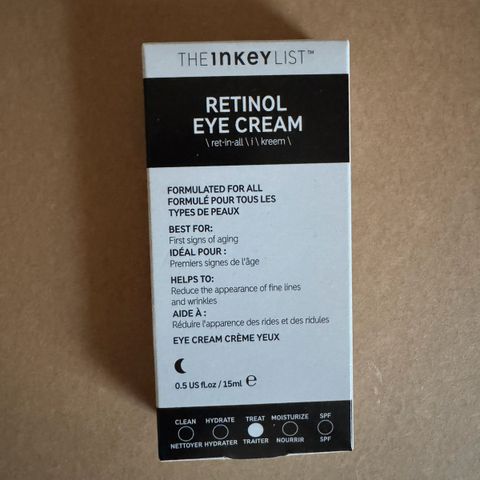 THE INKEY LIST™
RETINOL
EYE CREAM
\ ret-in-all \ i \ kreem \
FORMULATED FOR ALL
FORMULÉ POUR TOUS LES
TYPES DE PEAUX
BEST FOR:
First signs of aging
IDÉAL POUR :
Premiers signes de l'âge
HELPS TO:
Reduce the appearance of fine lines
and wrinkles
AIDE À :
Réduire l'apparence des rides et des ridules
EYE CREAM CRÈME YEUX
0.5 US fl.oz / 15ml ℮
CLEAN HYDRATE TREAT MOISTURIZE SPF
NETTOYER HYDRATER TRAITER NOURRIR SPF